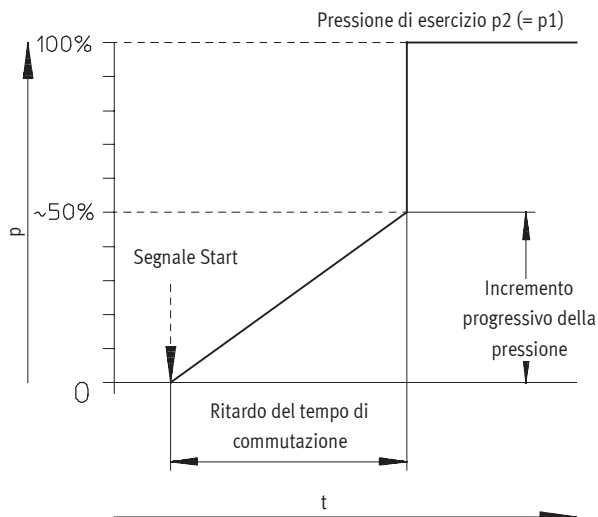 Pressione di esercizio p2 (= p1)
100%
~50%
p
Segnale Start
Incremento
progressivo della
pressione
0
Ritardo del tempo di
commutazione
t